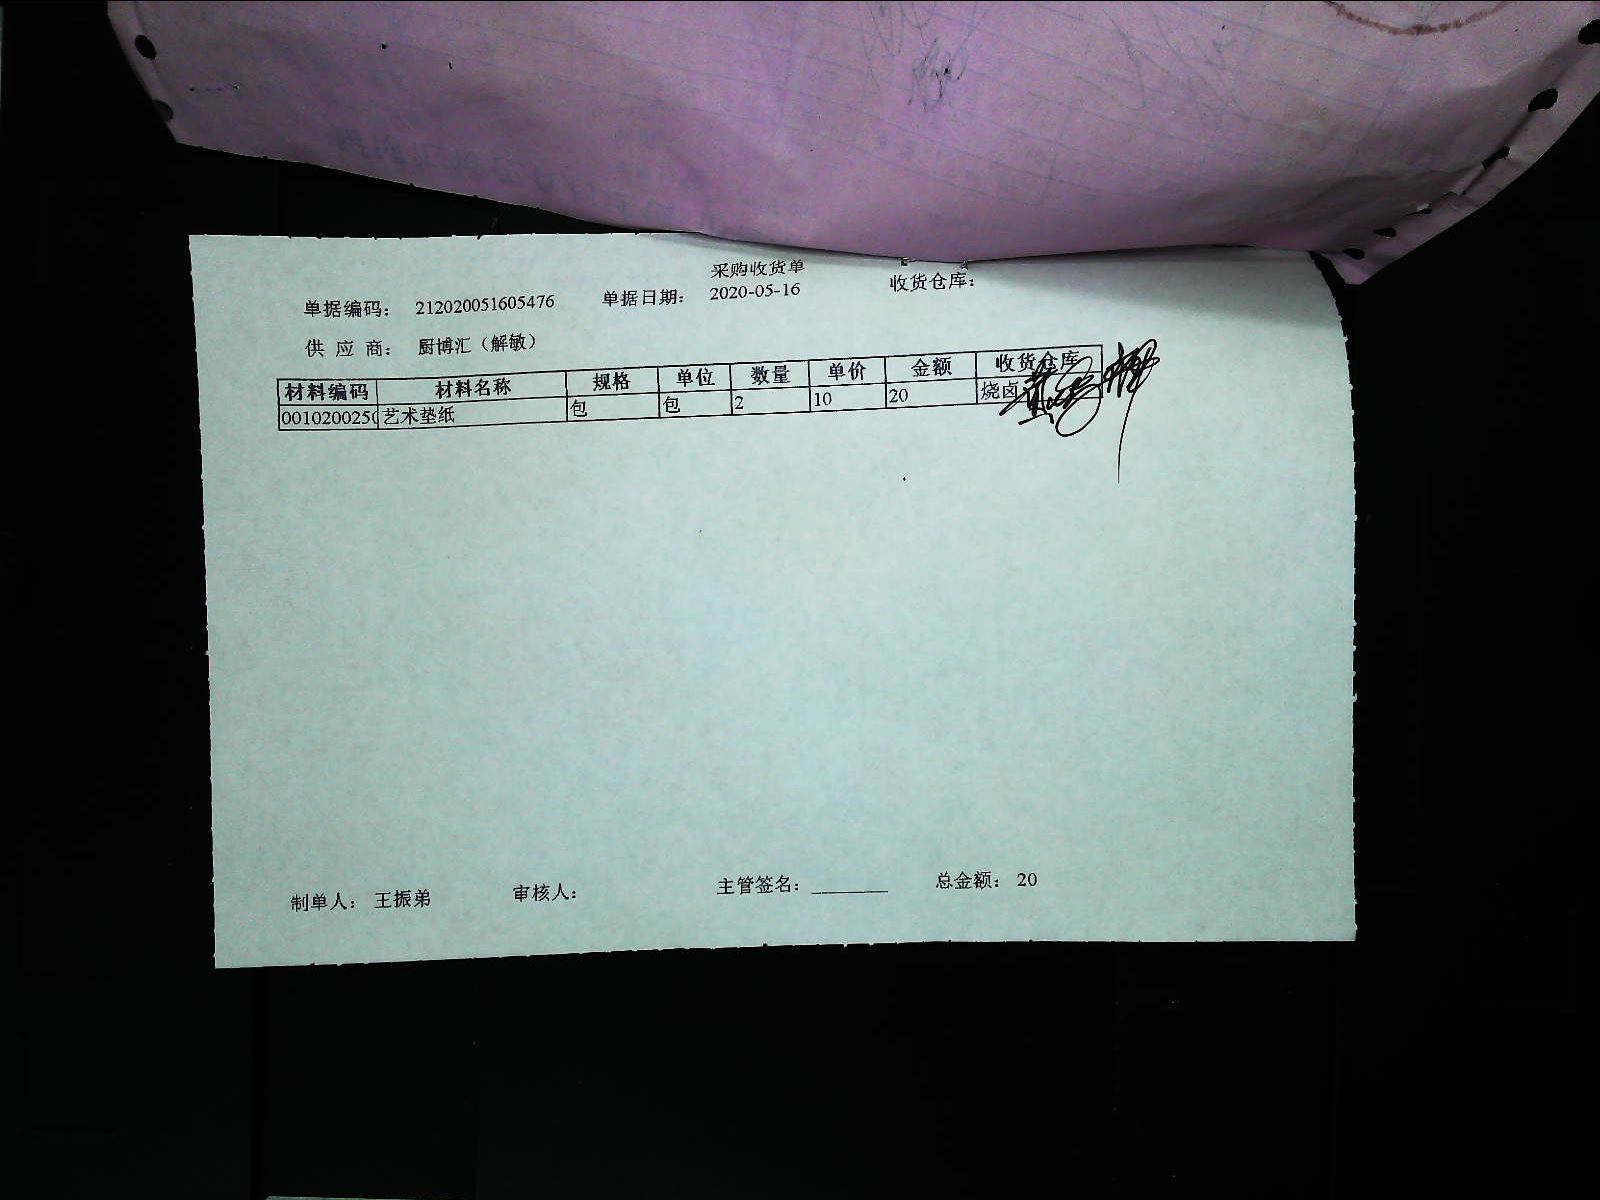 采购收货单
单据编码： 212020051605476 单据日期： 2020-05-16 收货仓库：
供 应 商： 厨博汇（解敏）
材料编码 材料名称 规格 单位 数量 单价 金额 收货仓库
001020025 艺术垫纸 包 包 2 10 20 烧卤
制单人： 王振弟 审核人： 主管签名：________ 总金额： 20